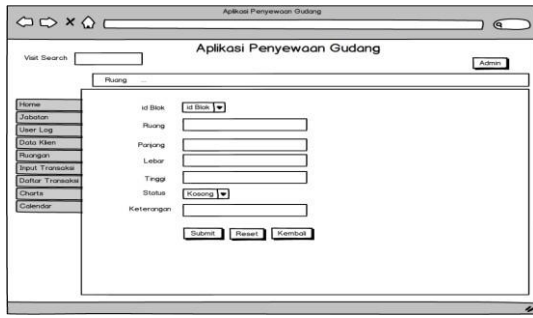 Aplikasi Penyewaan Gudang
Aplikasi Penyewaan Gudang
Visit Search
Admin
Ruang ...
Home
Jabatan
User Log
Data Klien
Ruangan
Input Transaksi
Daftar Transaksi
Charts
Calendar
id Blok id Blok
Ruang
Panjang
Lebar
Tinggi
Status Kosong
Keterangan
Submit Reset Kembali